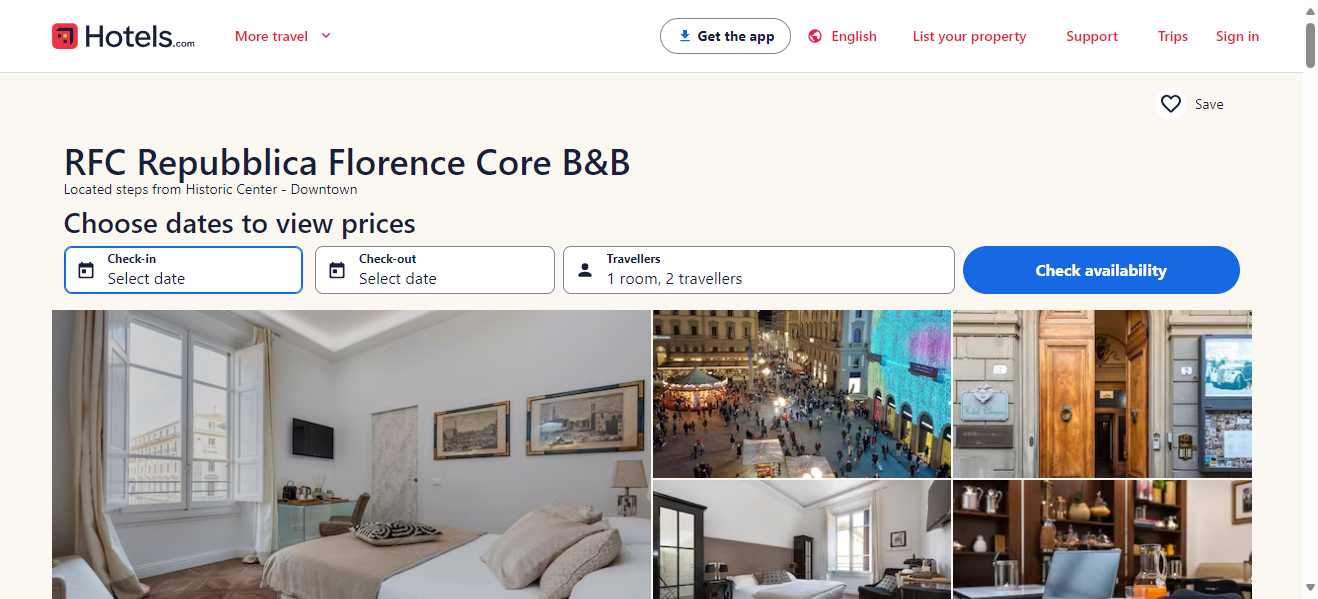 Hotels.com
More travel
Get the app
English
List your property
Support
Trips
Sign in
Save
RFC Repubblica Florence Core B&B
Located steps from Historic Center - Downtown
Choose dates to view prices
Check-in
Select date
Check-out
Select date
Travellers
1 room, 2 travellers
Check availability